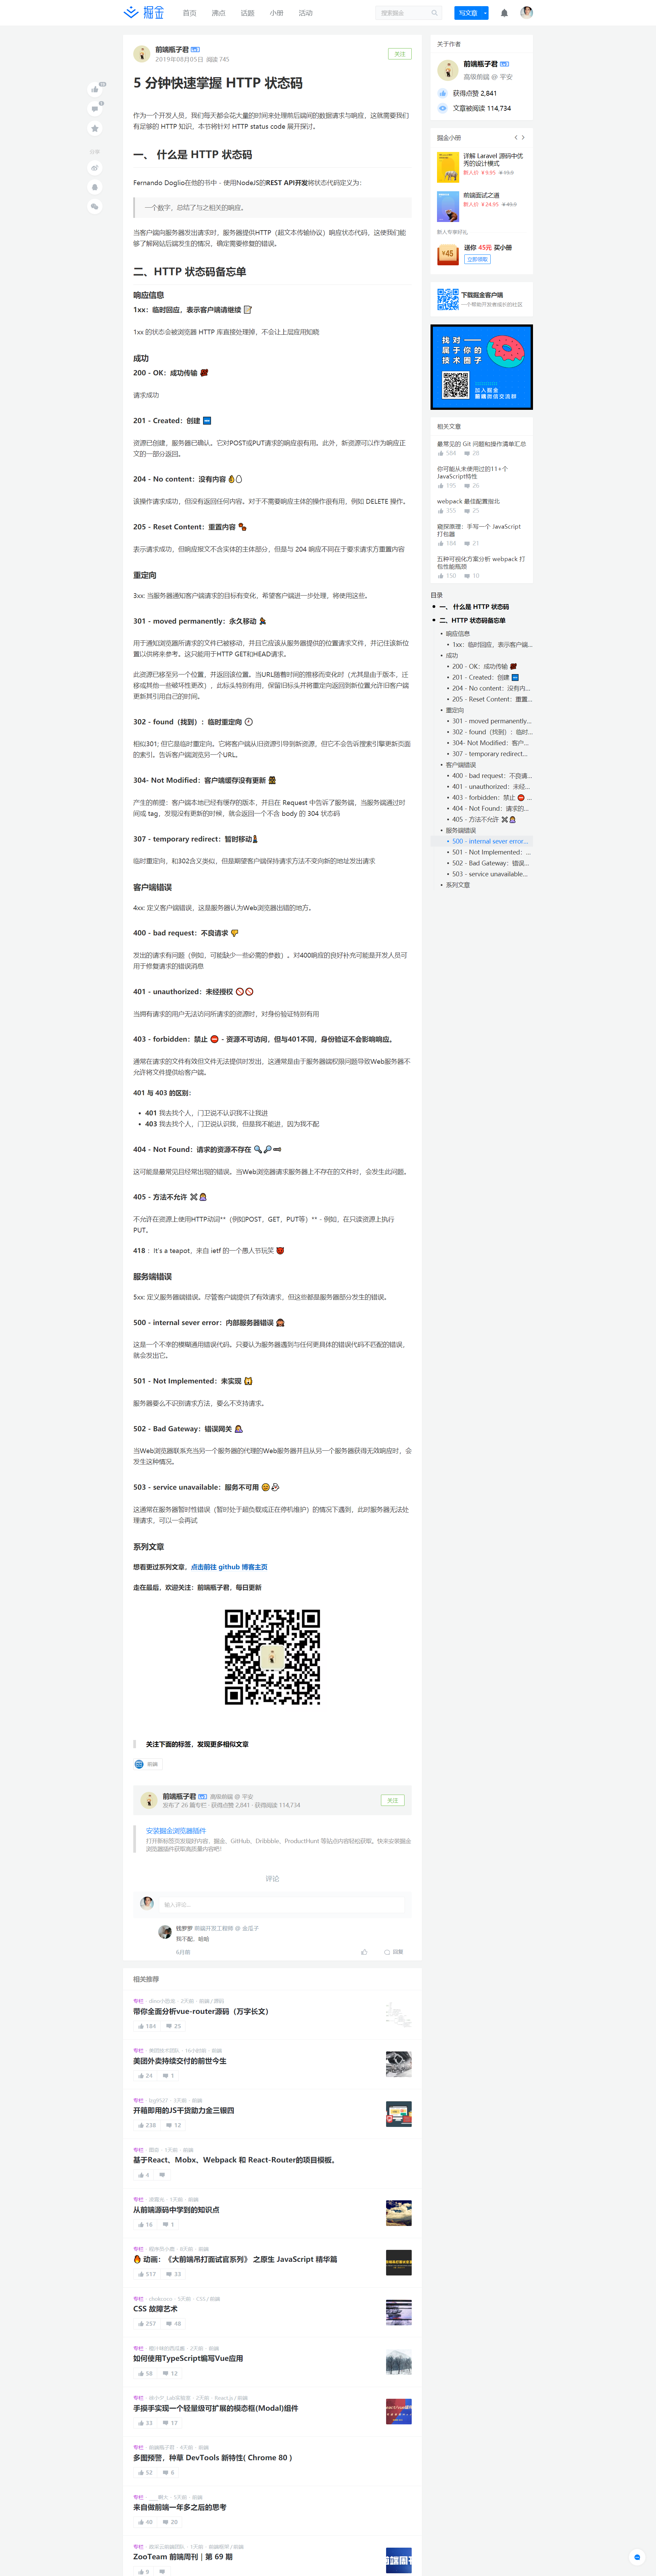 掘金
首页
沸点
话题
小册
活动
搜索掘金
写文章
前端瓶子君
2019年08月05日 阅读 745
关注
5 分钟快速掌握 HTTP 状态码
作为一个开发人员，我们每天都会花大量的时间来处理前后端间的数据请求与响应，这就需要我们
有足够的 HTTP 知识，本节将针对 HTTP status code 展开探讨。
一、 什么是 HTTP 状态码
Fernando Doglio在他的书中 - 使用NodeJS的REST API开发将状态代码定义为：
一个数字，总结了与之相关的响应。
当客户端向服务器发出请求时，服务器提供HTTP（超文本传输协议）响应状态代码，这使我们能
够了解网站后端发生的情况，确定需要修复的错误。
二、HTTP 状态码备忘单
响应信息
1xx：临时回应，表示客户端请继续
1xx 的状态会被浏览器 HTTP 库直接处理掉，不会让上层应用知晓
成功
200 - OK：成功传输
请求成功
201 - Created：创建
资源已创建，服务器已确认。它对POST或PUT请求的响应很有用。此外，新资源可以作为响应正
文的一部分返回。
204 - No content：没有内容
该操作请求成功，但没有返回任何内容。对于不需要响应主体的操作很有用，例如 DELETE 操作。
205 - Reset Content：重置内容
表示请求成功，但响应报文不含实体的主体部分，但是与 204 响应不同在于要求请求方重置内容
重定向
3xx: 当服务器通知客户端请求的目标有变化，希望客户端进一步处理，将使用这些。
301 - moved permanently：永久移动
用于通知浏览器所请求的文件已被移动，并且它应该从服务器提供的位置请求文件，并记住该新位
置以供将来参考。这只能用于HTTP GET和HEAD请求。
此资源已移至另一个位置，并返回该位置。当URL随着时间的推移而变化时（尤其是由于版本，迁
移或其他一些破坏性更改），此标头特别有用，保留旧标头并将重定向返回到新位置允许旧客户端
更新其引用自己的时间。
302 - found（找到）：临时重定向
相似301; 但它是临时重定向。它将客户端从旧资源引导到新资源，但它不会告诉搜索引擎更新页面
的索引。告诉客户端浏览另一个URL。
304- Not Modified：客户端缓存没有更新
产生的前提：客户端本地已经有缓存的版本，并且在 Request 中告诉了服务端，当服务端通过时
间或 tag，发现没有更新的时候，就会返回一个不含 body 的 304 状态码
307 - temporary redirect：暂时移动
临时重定向，和302含义类似，但是期望客户端保持请求方法不变向新的地址发出请求
客户端错误
4xx: 定义客户端错误，这是服务器认为Web浏览器出错的地方。
400 - bad request：不良请求
发出的请求有问题（例如，可能缺少一些必需的参数）。对400响应的良好补充可能是开发人员可
用于修复请求的错误消息
401 - unauthorized：未经授权
当拥有请求的用户无法访问所请求的资源时，对身份验证特别有用
403 - forbidden：禁止 - 资源不可访问，但与401不同，身份验证不会影响响应。
通常在请求的文件有效但文件无法提供时发出，这通常是由于服务器端权限问题导致Web服务器不
允许将文件提供给客户端。
401 与 403 的区别：
401 我去找个人，门卫说不认识我不让我进
403 我去找个人，门卫说认识我，但是我不能进，因为我不配
404 - Not Found：请求的资源不存在
这可能是最常见且经常出现的错误。当Web浏览器请求服务器上不存在的文件时，会发生此问题。
405 - 方法不允许
不允许在资源上使用HTTP动词**（例如POST，GET，PUT等）** - 例如，在只读资源上执行
PUT。
418 ：It's a teapot，来自 ietf 的一个愚人节玩笑
服务端错误
5xx: 定义服务器端错误。尽管客户端提供了有效请求，但这些都是服务器部分发生的错误。
500 - internal sever error：内部服务器错误
这是一个不幸的模糊通用错误代码。只要认为服务器遇到与任何更具体的错误代码不匹配的错误，
就会发出它。
501 - Not Implemented：未实现
服务器要么不识别请求方法，要么不支持请求。
502 - Bad Gateway：错误网关
当Web浏览器联系充当另一个服务器的代理的Web服务器并且从另一个服务器获得无效响应时，会
发生这种情况。
503 - service unavailable：服务不可用
这通常在服务器暂时性错误（暂时处于超负载或正在停机维护）的情况下遇到，此时服务器无法处
理请求，可以一会再试
系列文章
想看更过系列文章，点击前往 github 博客主页
走在最后，欢迎关注：前端瓶子君，每日更新
关注下面的标签，发现更多相似文章
前端
前端瓶子君 高级前端 @ 平安
发布了 26 篇专栏 · 获得点赞 2,841 · 获得阅读 114,734
关注
安装掘金浏览器插件
打开新标签页发现好内容，掘金、GitHub、Dribbble、ProductHunt 等站点内容轻松获取。快来安装掘金
浏览器插件获取高质量内容吧！
评论
输入评论...
前端开发工程师 @ 金瓜子
我不配，哈哈
6月前
回复
相关推荐
带你全面分析vue-router源码（万字长文）
184 25
美团外卖持续交付的前世今生
24 1
开箱即用的JS干货助力金三银四
238 12
基于React、Mobx、Webpack 和 React-Router的项目模板。
4
从前端源码中学到的知识点
16 1
动画：《大前端吊打面试官系列》 之原生 JavaScript 精华篇
517 33
CSS 故障艺术
257 48
如何使用TypeScript编写Vue应用
58 12
手摸手实现一个轻量级可扩展的模态框(Modal)组件
33 17
多图预警，种草 DevTools 新特性( Chrome 80 )
52 6
来自做前端一年多之后的思考
40 20
ZooTeam 前端周刊 | 第 69 期
8
关于作者
前端瓶子君
高级前端 @ 平安
获得点赞 2,841
文章被阅读 114,734
掘金小册
详解 Laravel 源码中优
秀的设计模式
前端面试之道
新人专享好礼
送你 45元 买小册
立即领取
下载掘金客户端
一个帮助开发者成长的社区
找对
属于你的
技术圈子
加入掘金
前端微信交流群
相关文章
最常见的 Git 问题和操作清单汇总
584 28
你可能从未使用过的11+个
JavaScript特性
195 26
webpack 最佳配置指北
355 25
窥探原理：手写一个 JavaScript
打包器
184 21
五种可视化方案分析 webpack 打
包性能瓶颈
150 10
目录
一、 什么是 HTTP 状态码
二、HTTP 状态码备忘单
响应信息
1xx：临时回应，表示客户端...
成功
200 - OK：成功传输
201 - Created：创建
204 - No content：没有内...
205 - Reset Content：重置...
重定向
301 - moved permanently...
302 - found（找到）：临时...
304- Not Modified：客户...
307 - temporary redirect...
客户端错误
400 - bad request：不良请...
401 - unauthorized：未经...
403 - forbidden：禁止 ...
404 - Not Found：请求的...
405 - 方法不允许
服务端错误
500 - internal sever error...
501 - Not Implemented：...
502 - Bad Gateway：错误...
503 - service unavailable...
系列文章